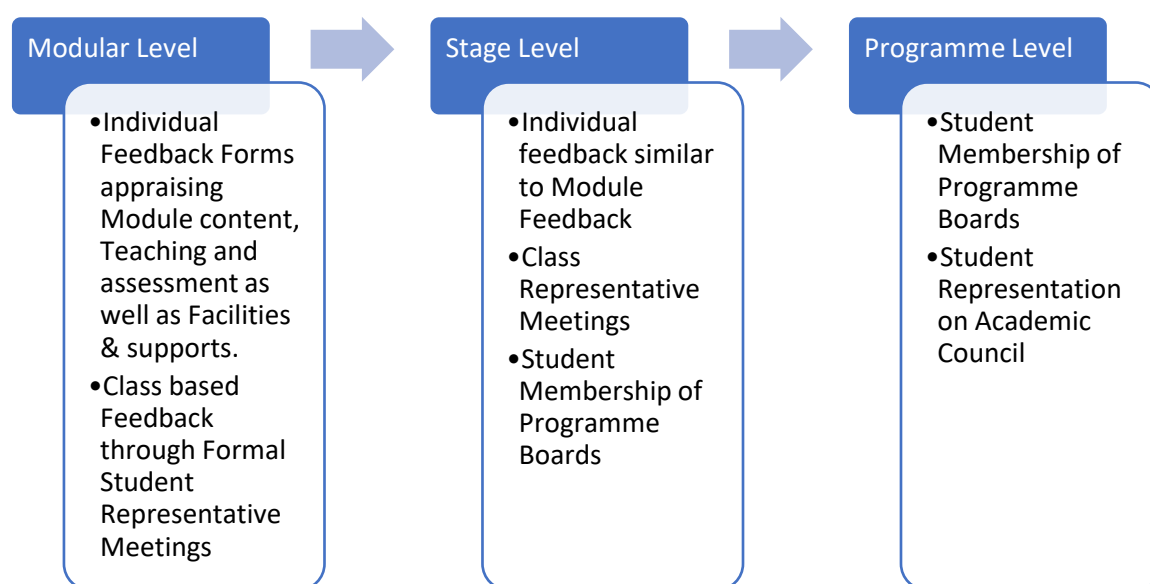 Modular Level
•Individual
Feedback Forms
appraising
Module content,
Teaching and
assessment as
well as Facilities
& supports.
•Class based
Feedback
through Formal
Student
Representative
Meetings
Stage Level
•Individual
feedback similar
to Module
Feedback
•Class
Representative
Meetings
•Student
Membership of
Programme
Boards
Programme Level
•Student
Membership of
Programme
Boards
•Student
Representation
on Academic
Council